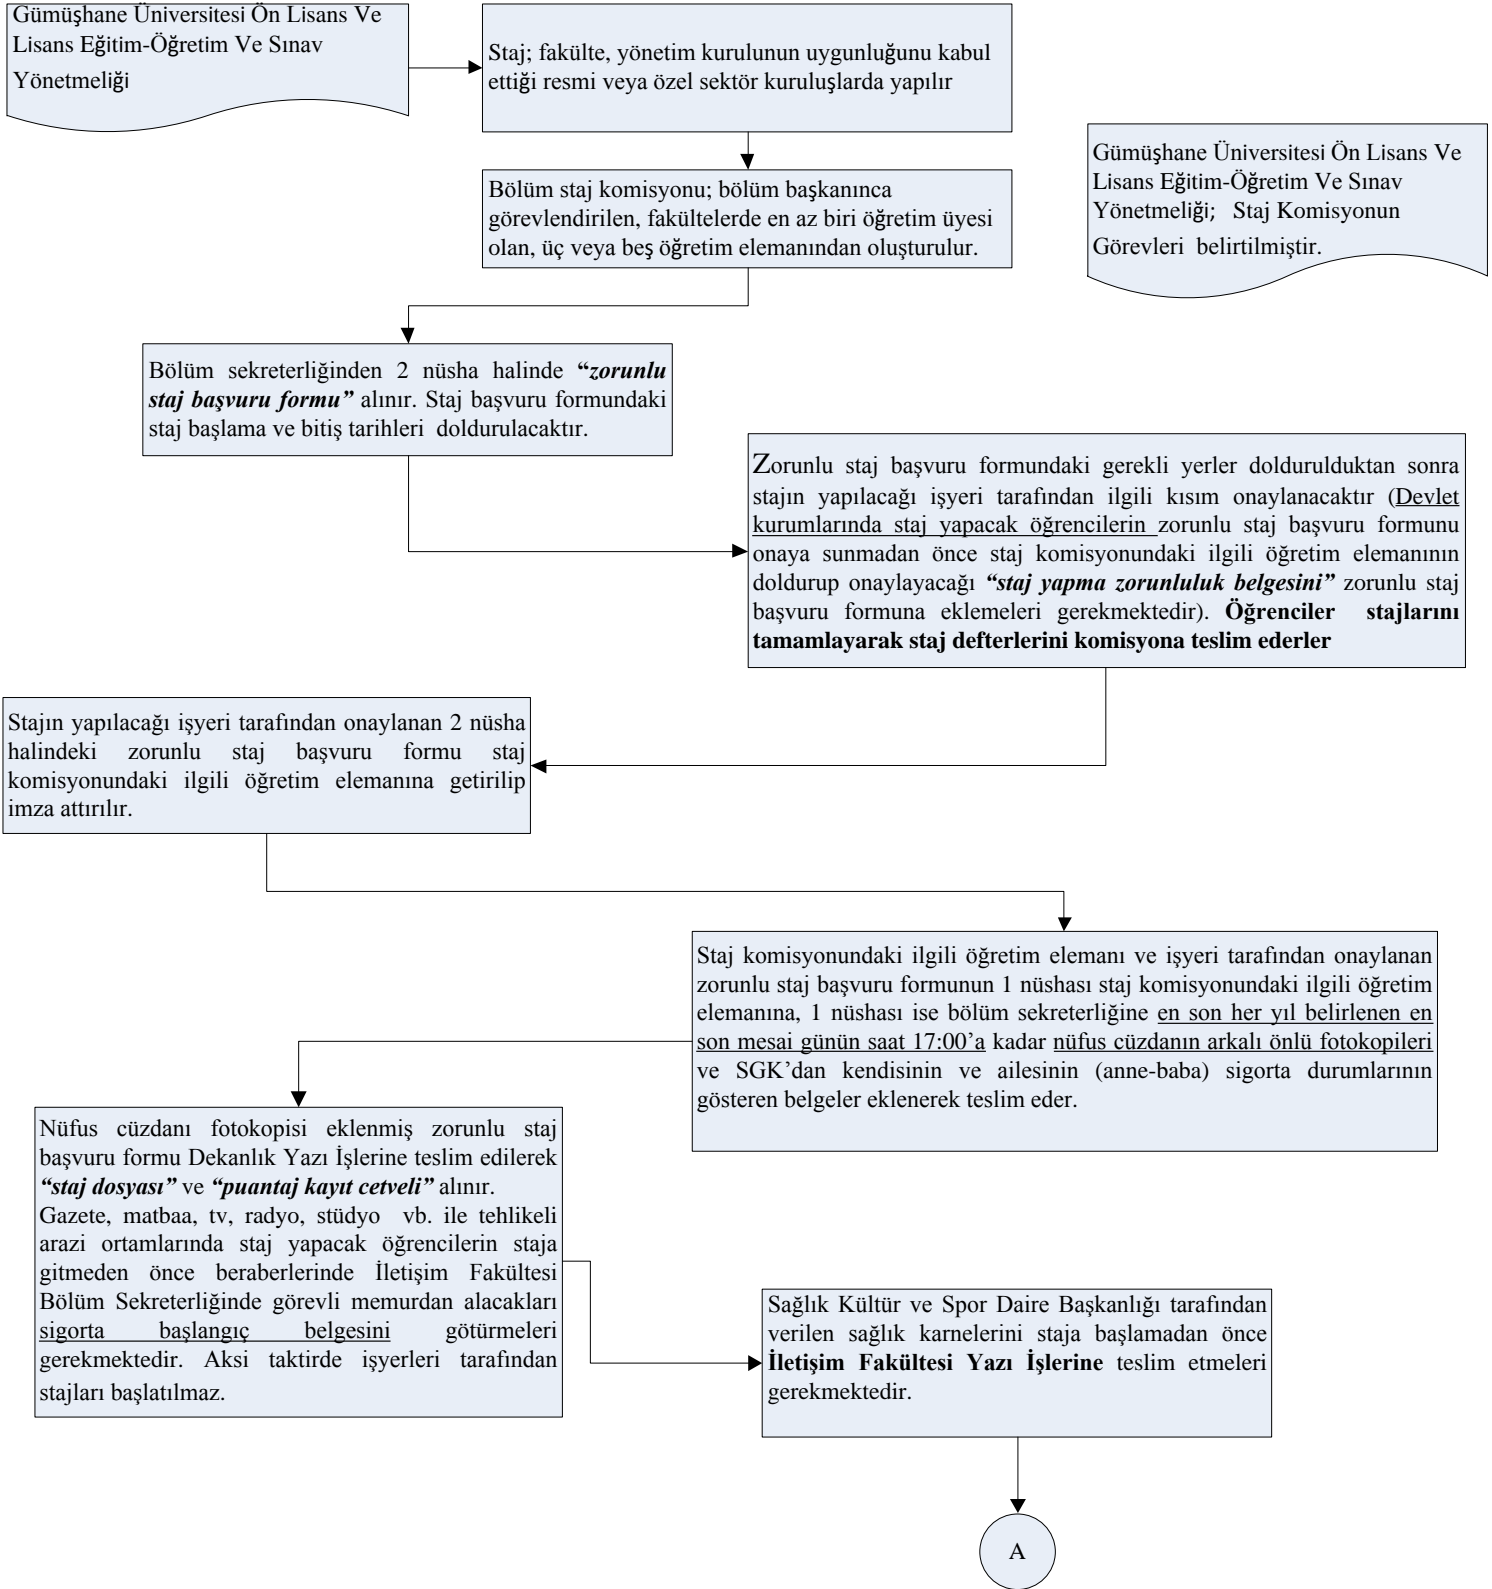 Gümüşhane Üniversitesi Ön Lisans Ve
Lisans Eğitim-Öğretim Ve Sınav
Yönetmeliği
Staj; fakülte, yönetim kurulunun uygunluğunu kabul
ettiği resmi veya özel sektör kuruluşlarda yapılır
Gümüşhane Üniversitesi Ön Lisans Ve
Lisans Eğitim-Öğretim Ve Sınav
Yönetmeliği; Staj Komisyonun
Görevleri belirtilmiştir.
Bölüm staj komisyonu; bölüm başkanınca
görevlendirilen, fakültelerde en az biri öğretim üyesi
olan, üç veya beş öğretim elemanından oluşturulur.
Bölüm sekreterliğinden 2 nüsha halinde “zorunlu
staj başvuru formu” alınır. Staj başvuru formundaki
staj başlama ve bitiş tarihleri doldurulacaktır.
Zorunlu staj başvuru formundaki gerekli yerler doldurulduktan sonra
stajın yapılacağı işyeri tarafından ilgili kısım onaylanacaktır (Devlet
kurumlarında staj yapacak öğrencilerin zorunlu staj başvuru formunu
onaya sunmadan önce staj komisyonundaki ilgili öğretim elemanının
doldurup onaylayacağı “staj yapma zorunluluk belgesini” zorunlu staj
başvuru formuna eklemeleri gerekmektedir). Öğrenciler stajlarını
tamamlayarak staj defterlerini komisyona teslim ederler
Stajın yapılacağı işyeri tarafından onaylanan 2 nüsha
halindeki zorunlu staj başvuru formu staj
komisyonundaki ilgili öğretim elemanına getirilip
imza attırılır.
Staj komisyonundaki ilgili öğretim elemanı ve işyeri tarafından onaylanan
zorunlu staj başvuru formunun 1 nüshası staj komisyonundaki ilgili öğretim
elemanına, 1 nüshası ise bölüm sekreterliğine en son her yıl belirlenen en
son mesai günün saat 17:00’a kadar nüfus cüzdanın arkalı önlü fotokopileri
ve SGK’dan kendisinin ve ailesinin (anne-baba) sigorta durumlarının
gösteren belgeler eklenerek teslim eder.
Nüfus cüzdanı fotokopisi eklenmiş zorunlu staj
başvuru formu Dekanlık Yazı İşlerine teslim edilerek
“staj dosyası” ve “puantaj kayıt cetveli” alınır.
Gazete, matbaa, tv, radyo, stüdyo vb. ile tehlikeli
arazi ortamlarında staj yapacak öğrencilerin staja
gitmeden önce beraberlerinde İletişim Fakültesi
Bölüm Sekreterliğinde görevli memurdan alacakları
sigorta başlangıç belgesini götürmeleri
gerekmektedir. Aksi taktirde işyerleri tarafından
stajları başlatılmaz.
Sağlık Kültür ve Spor Daire Başkanlığı tarafından
verilen sağlık karnelerini staja başlamadan önce
İletişim Fakültesi Yazı İşlerine teslim etmeleri
gerekmektedir.
A